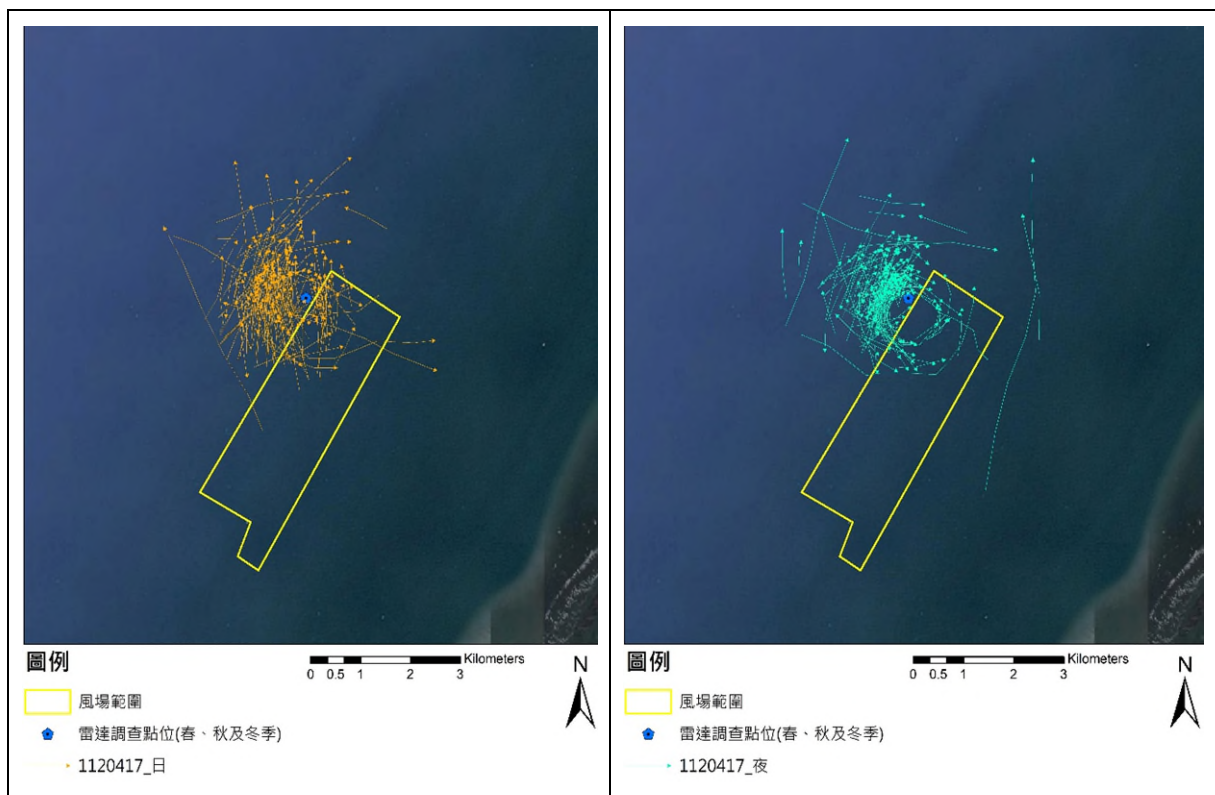 圖例
Kilometers
0 0.5 1 2 3
N
風場範圍
雷達調查點位(春、秋及冬季)
1120417_日
圖例
Kilometers
0 0.5 1 2 3
N
風場範圍
雷達調查點位(春、秋及冬季)
1120417_夜